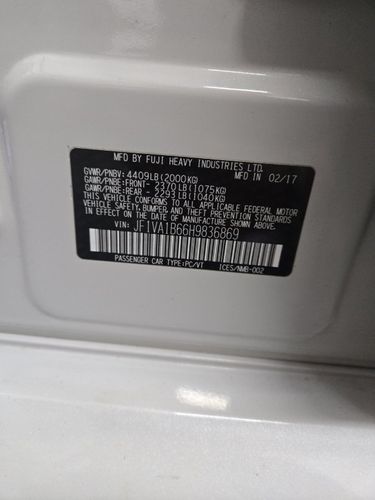 MFD BY FUJI HEAVY INDUSTRIES LTD.
GVWR/PNBV: 4409LB(2000KG) MFD IN 02/17
GAWR/PNBE:FRONT- 2370LB(1075KG)
GAWR/PNBE:REAR - 2293LB(1040KG)
THIS VEHICLE CONFORMS TO ALL APPLICABLE FEDERAL MOTOR
VEHICLE SAFETY,BUMPER, AND THEFT PREVENTION STANDARDS
IN EFFECT ON THE DATE OF MANUFACTURE SHOWN ABOVE.
VIN: JF1VA1B66H9836869
PASSENGER CAR TYPE:PC/VT ICES/NMB-002